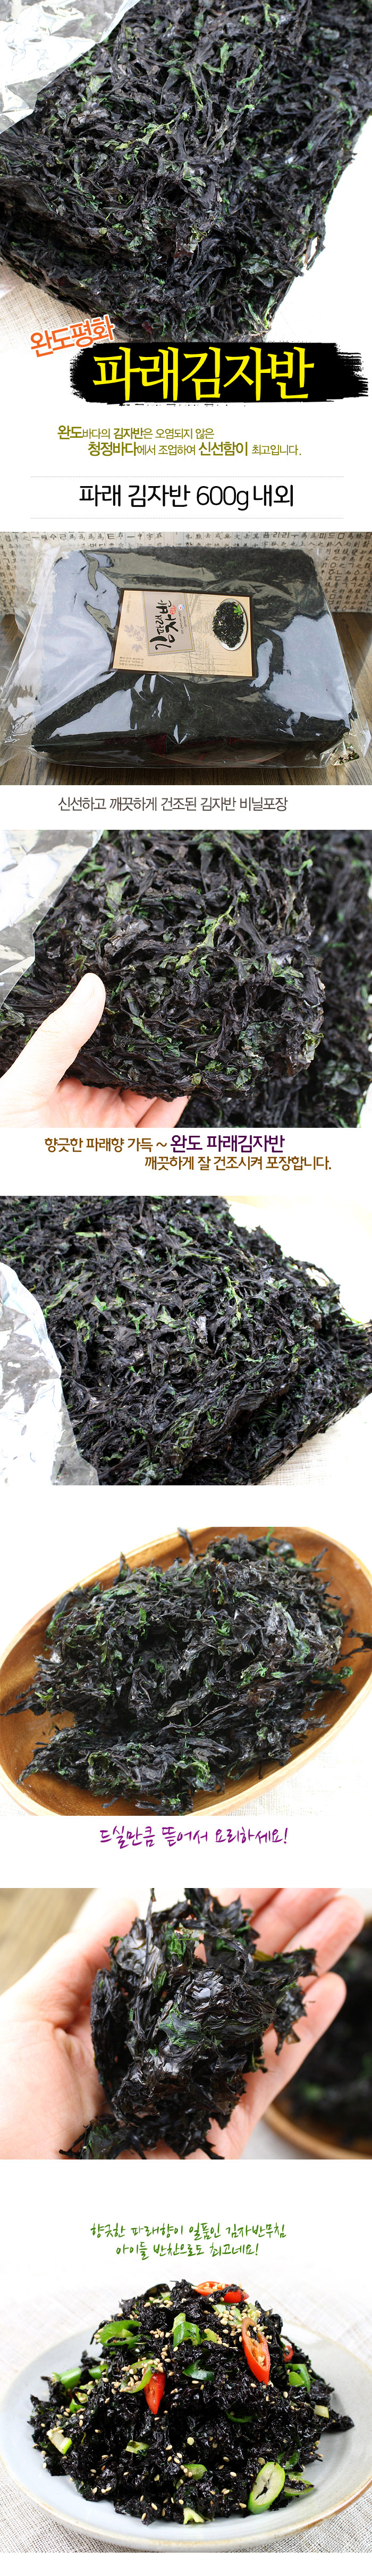 완도평화
파래김자반
완도바다의 김자반은 오염되지 않은
청정바다에서 조업하여 신선함이 최고입니다.
파래 김자반 600g 내외
파래
김자반
신선하고 깨끗하게 건조된 김자반 비닐포장
향긋한 파래향 가득 ~ 완도 파래김자반
깨끗하게 잘 건조시켜 포장합니다.
드실만큼 뜯어서 요리하세요!
향긋한 파래향이 일품인 김자반무침
아이들 반찬으로도 최고네요!